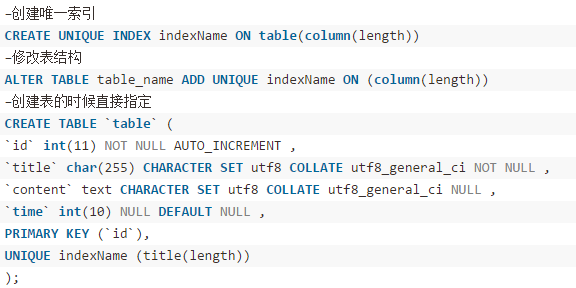 –创建唯一索引
CREATE UNIQUE INDEX indexName ON table(column(length))
–修改表结构
ALTER TABLE table_name ADD UNIQUE indexName ON (column(length))
–创建表的时候直接指定
CREATE TABLE `table` (
`id` int(11) NOT NULL AUTO_INCREMENT ,
`title` char(255) CHARACTER SET utf8 COLLATE utf8_general_ci NOT NULL ,
`content` text CHARACTER SET utf8 COLLATE utf8_general_ci NULL ,
`time` int(10) NULL DEFAULT NULL ,
PRIMARY KEY (`id`),
UNIQUE indexName (title(length))
);